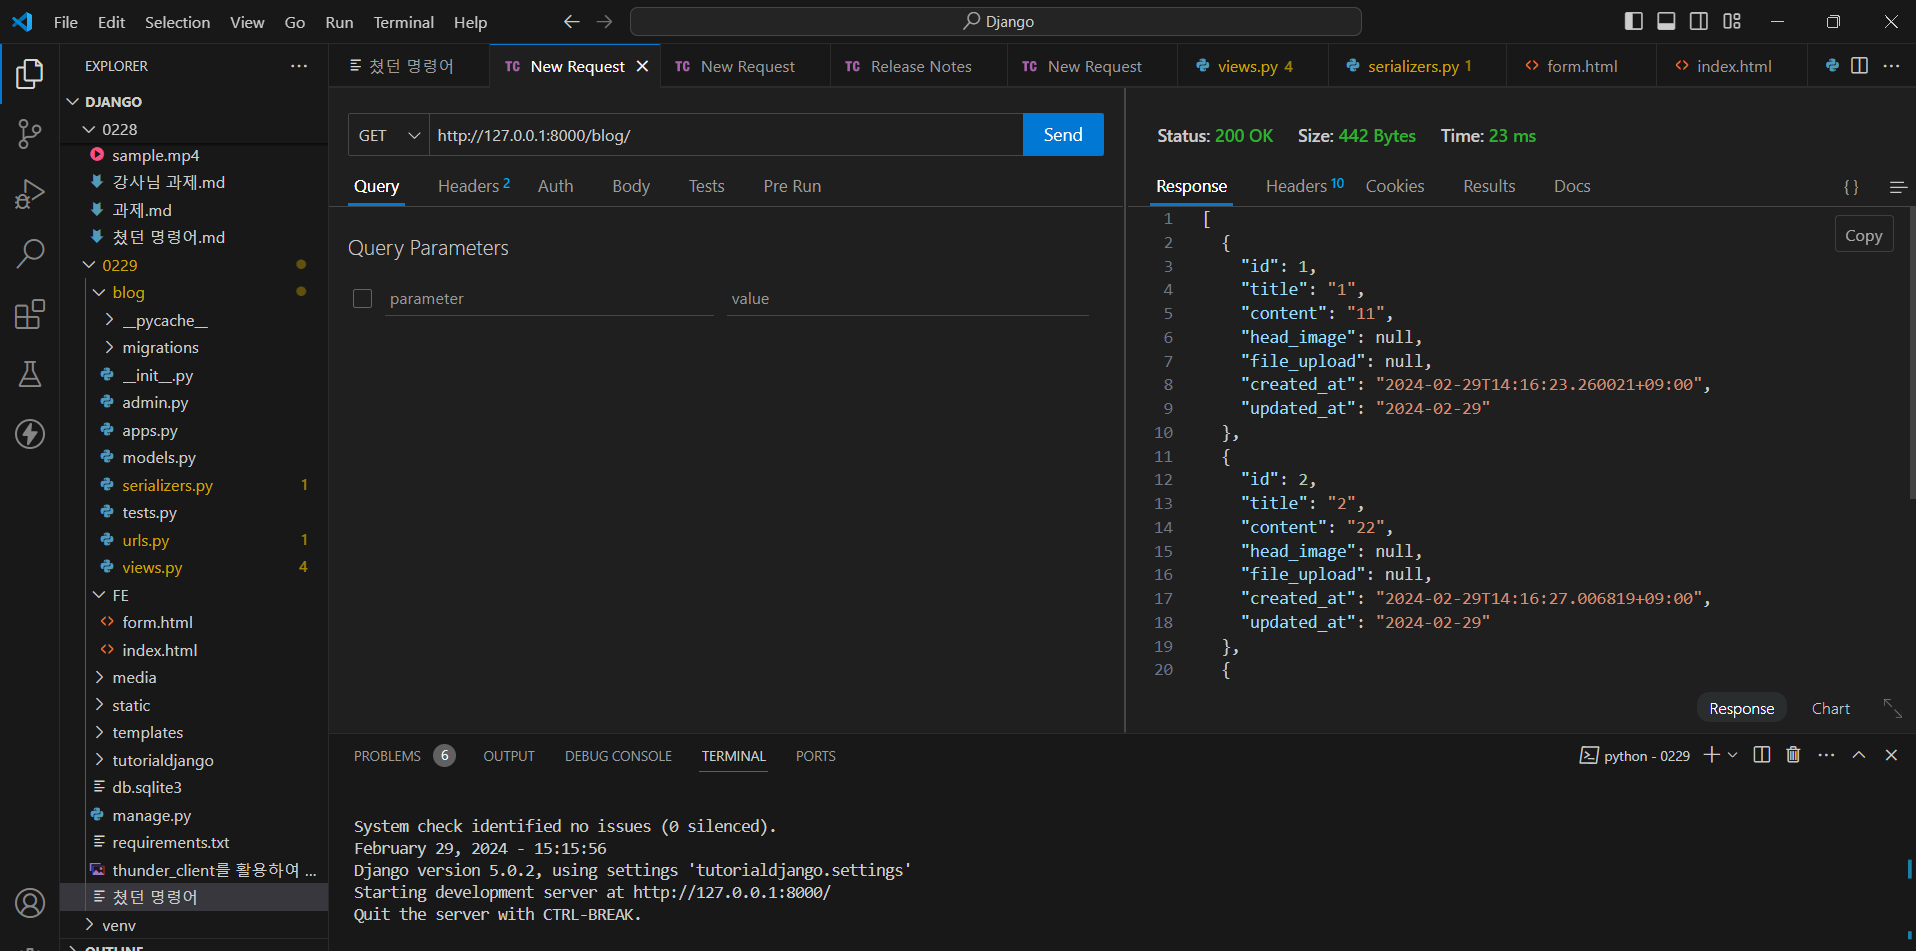 File Edit Selection View Go Run Terminal Help
Django
EXPLORER
DJANGO
0228
sample.mp4
강사님 과제.md
과제.md
쳤던 명령어.md
0229
blog
__pycache__
migrations
__init__.py
admin.py
apps.py
models.py
serializers.py 1
tests.py
urls.py 1
views.py 4
FE
form.html
index.html
media
static
templates
tutorialdjango
db.sqlite3
manage.py
requirements.txt
thunder_client를 활용하여 ...
쳤던 명령어
venv
OUTLINE
쳤던 명령어
TC New Request
TC New Request
TC Release Notes
TC New Request
views.py 4
serializers.py 1
form.html
index.html
GET http://127.0.0.1:8000/blog/ Send
Query Headers 2 Auth Body Tests Pre Run
Query Parameters
parameter value
Status: 200 OK Size: 442 Bytes Time: 23 ms
Response Headers 10 Cookies Results Docs { }
Copy
1 [
2 {
3 "id": 1,
4 "title": "1",
5 "content": "11",
6 "head_image": null,
7 "file_upload": null,
8 "created_at": "2024-02-29T14:16:23.260021+09:00",
9 "updated_at": "2024-02-29"
10 },
11 {
12 "id": 2,
13 "title": "2",
14 "content": "22",
15 "head_image": null,
16 "file_upload": null,
17 "created_at": "2024-02-29T14:16:27.006819+09:00",
18 "updated_at": "2024-02-29"
19 },
20 {
Response Chart
PROBLEMS 6 OUTPUT DEBUG CONSOLE TERMINAL PORTS
python - 0229
System check identified no issues (0 silenced).
February 29, 2024 - 15:15:56
Django version 5.0.2, using settings 'tutorialdjango.settings'
Starting development server at http://127.0.0.1:8000/
Quit the server with CTRL-BREAK.